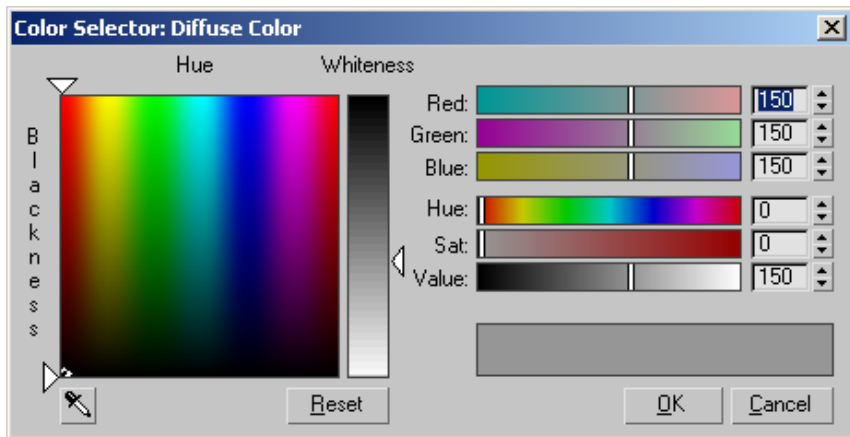 Color Selector: Diffuse Color
Hue
Whiteness
Blackness
Red: 150
Green: 150
Blue: 150
Hue: 0
Sat: 0
Value: 150
Reset
OK
Cancel